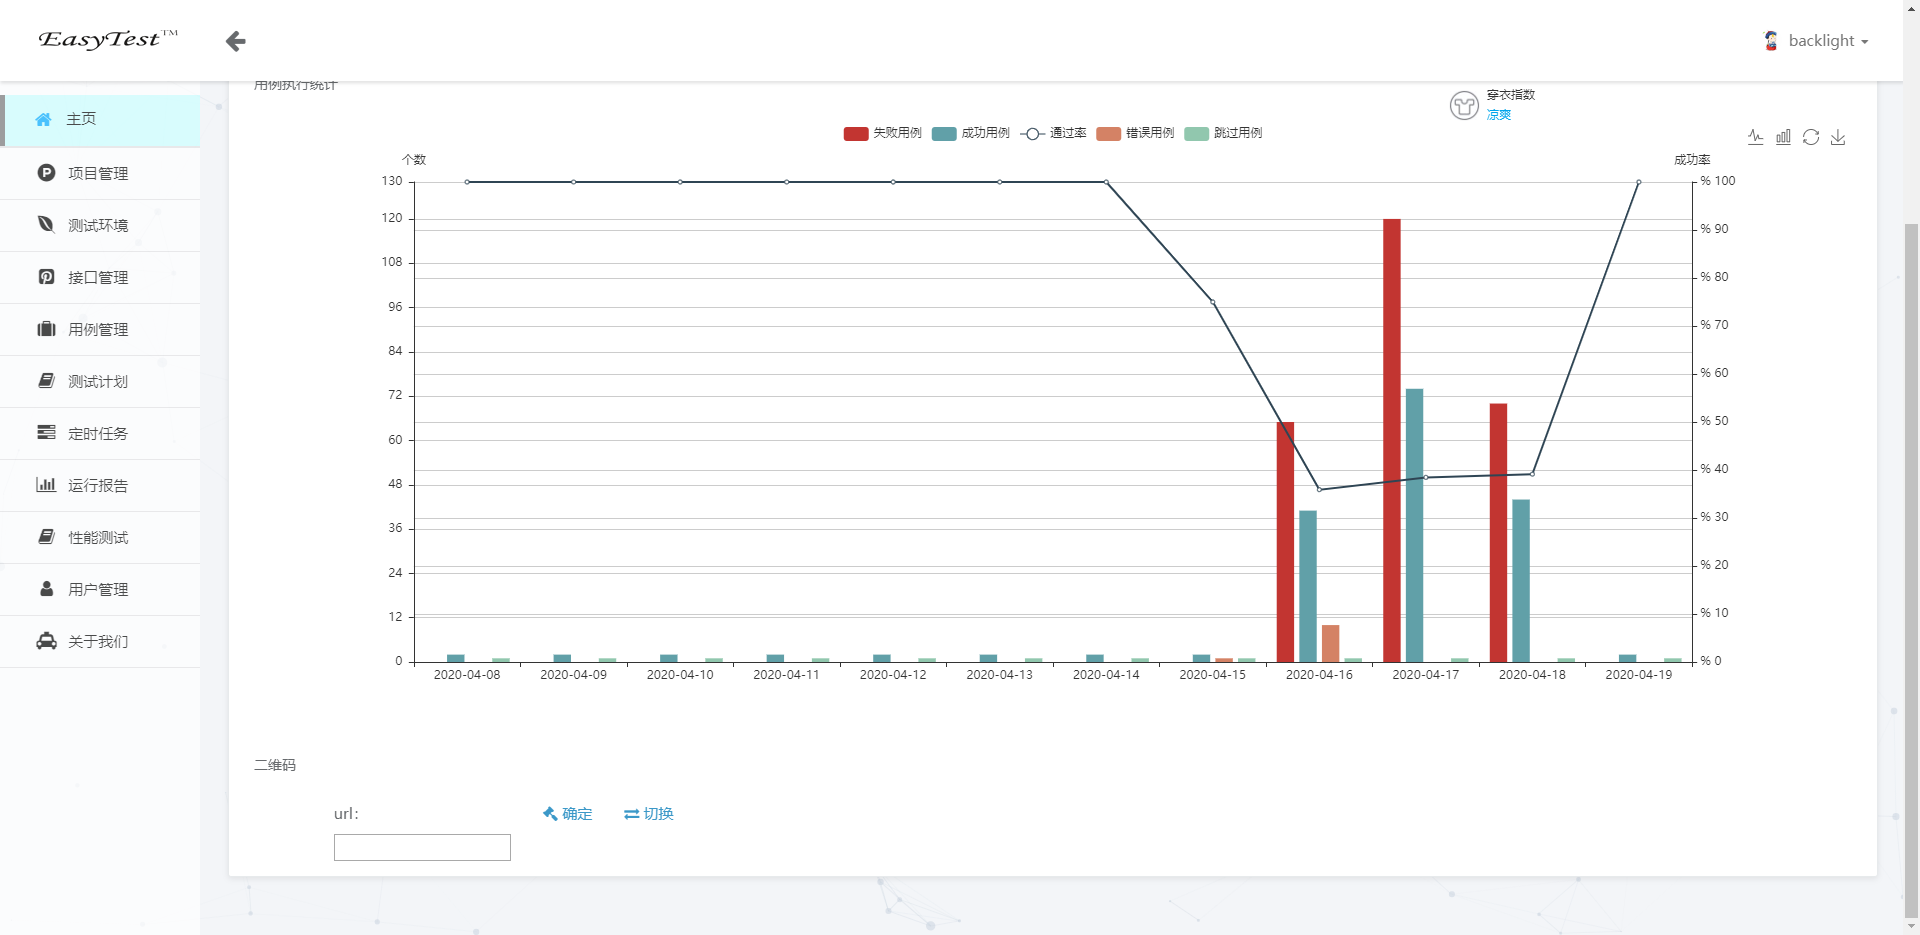 EasyTest™
backlight
主页
项目管理
测试环境
接口管理
用例管理
测试计划
定时任务
运行报告
性能测试
用户管理
关于我们
用例执行统计
穿衣指数
凉爽
失败用例 成功用例 通过率 错误用例 跳过用例
个数
成功率
130
120
108
96
84
72
60
48
36
24
12
0
% 100
% 90
% 80
% 70
% 60
% 50
% 40
% 30
% 20
% 10
% 0
2020-04-08 2020-04-09 2020-04-10 2020-04-11 2020-04-12 2020-04-13 2020-04-14 2020-04-15 2020-04-16 2020-04-17 2020-04-18 2020-04-19
二维码
url: 确定 切换